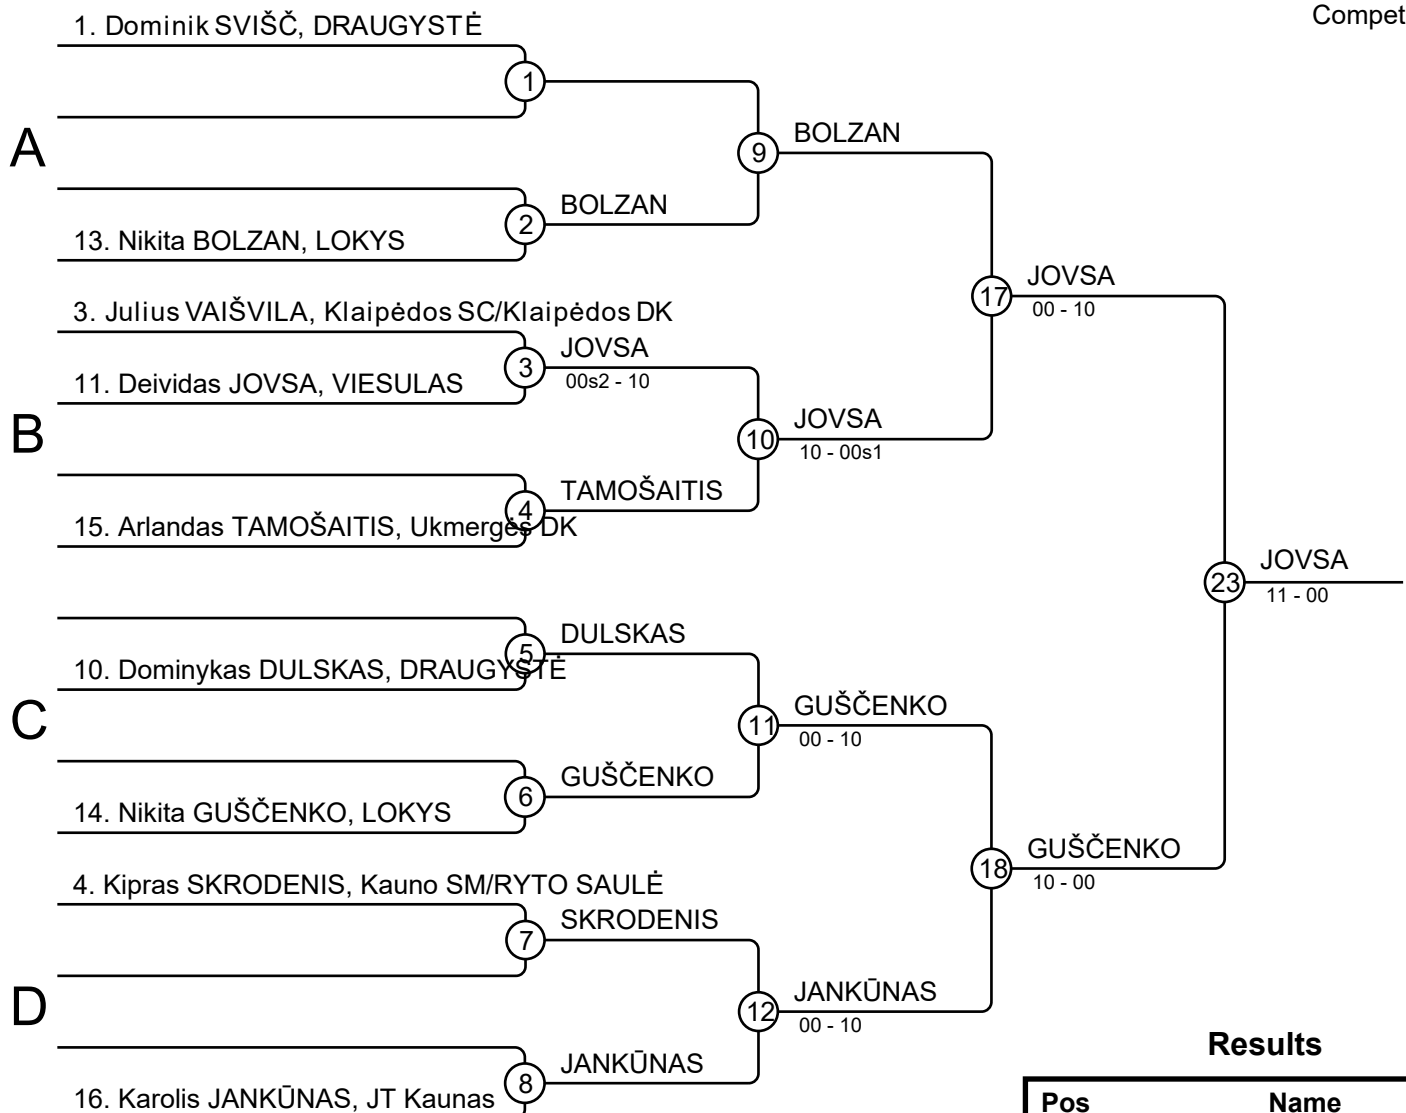 Compet
1. Dominik SVIŠČ, DRAUGYSTĖ
1
A
9
BOLZAN
2
BOLZAN
13. Nikita BOLZAN, LOKYS
17
JOVSA
00 - 10
3. Julius VAIŠVILA, Klaipėdos SC/Klaipėdos DK
3
JOVSA
00s2 - 10
11. Deividas JOVSA, VIESULAS
B
10
JOVSA
10 - 00s1
4
TAMOŠAITIS
15. Arlandas TAMOŠAITIS, Ukmergės DK
23
JOVSA
11 - 00
5
DULSKAS
10. Dominykas DULSKAS, DRAUGYSTĖ
C
11
GUŠČENKO
00 - 10
6
GUŠČENKO
14. Nikita GUŠČENKO, LOKYS
18
GUŠČENKO
10 - 00
4. Kipras SKRODENIS, Kauno SM/RYTO SAULĖ
7
SKRODENIS
D
12
JANKŪNAS
00 - 10
8
JANKŪNAS
16. Karolis JANKŪNAS, JT Kaunas
Results
Pos Name